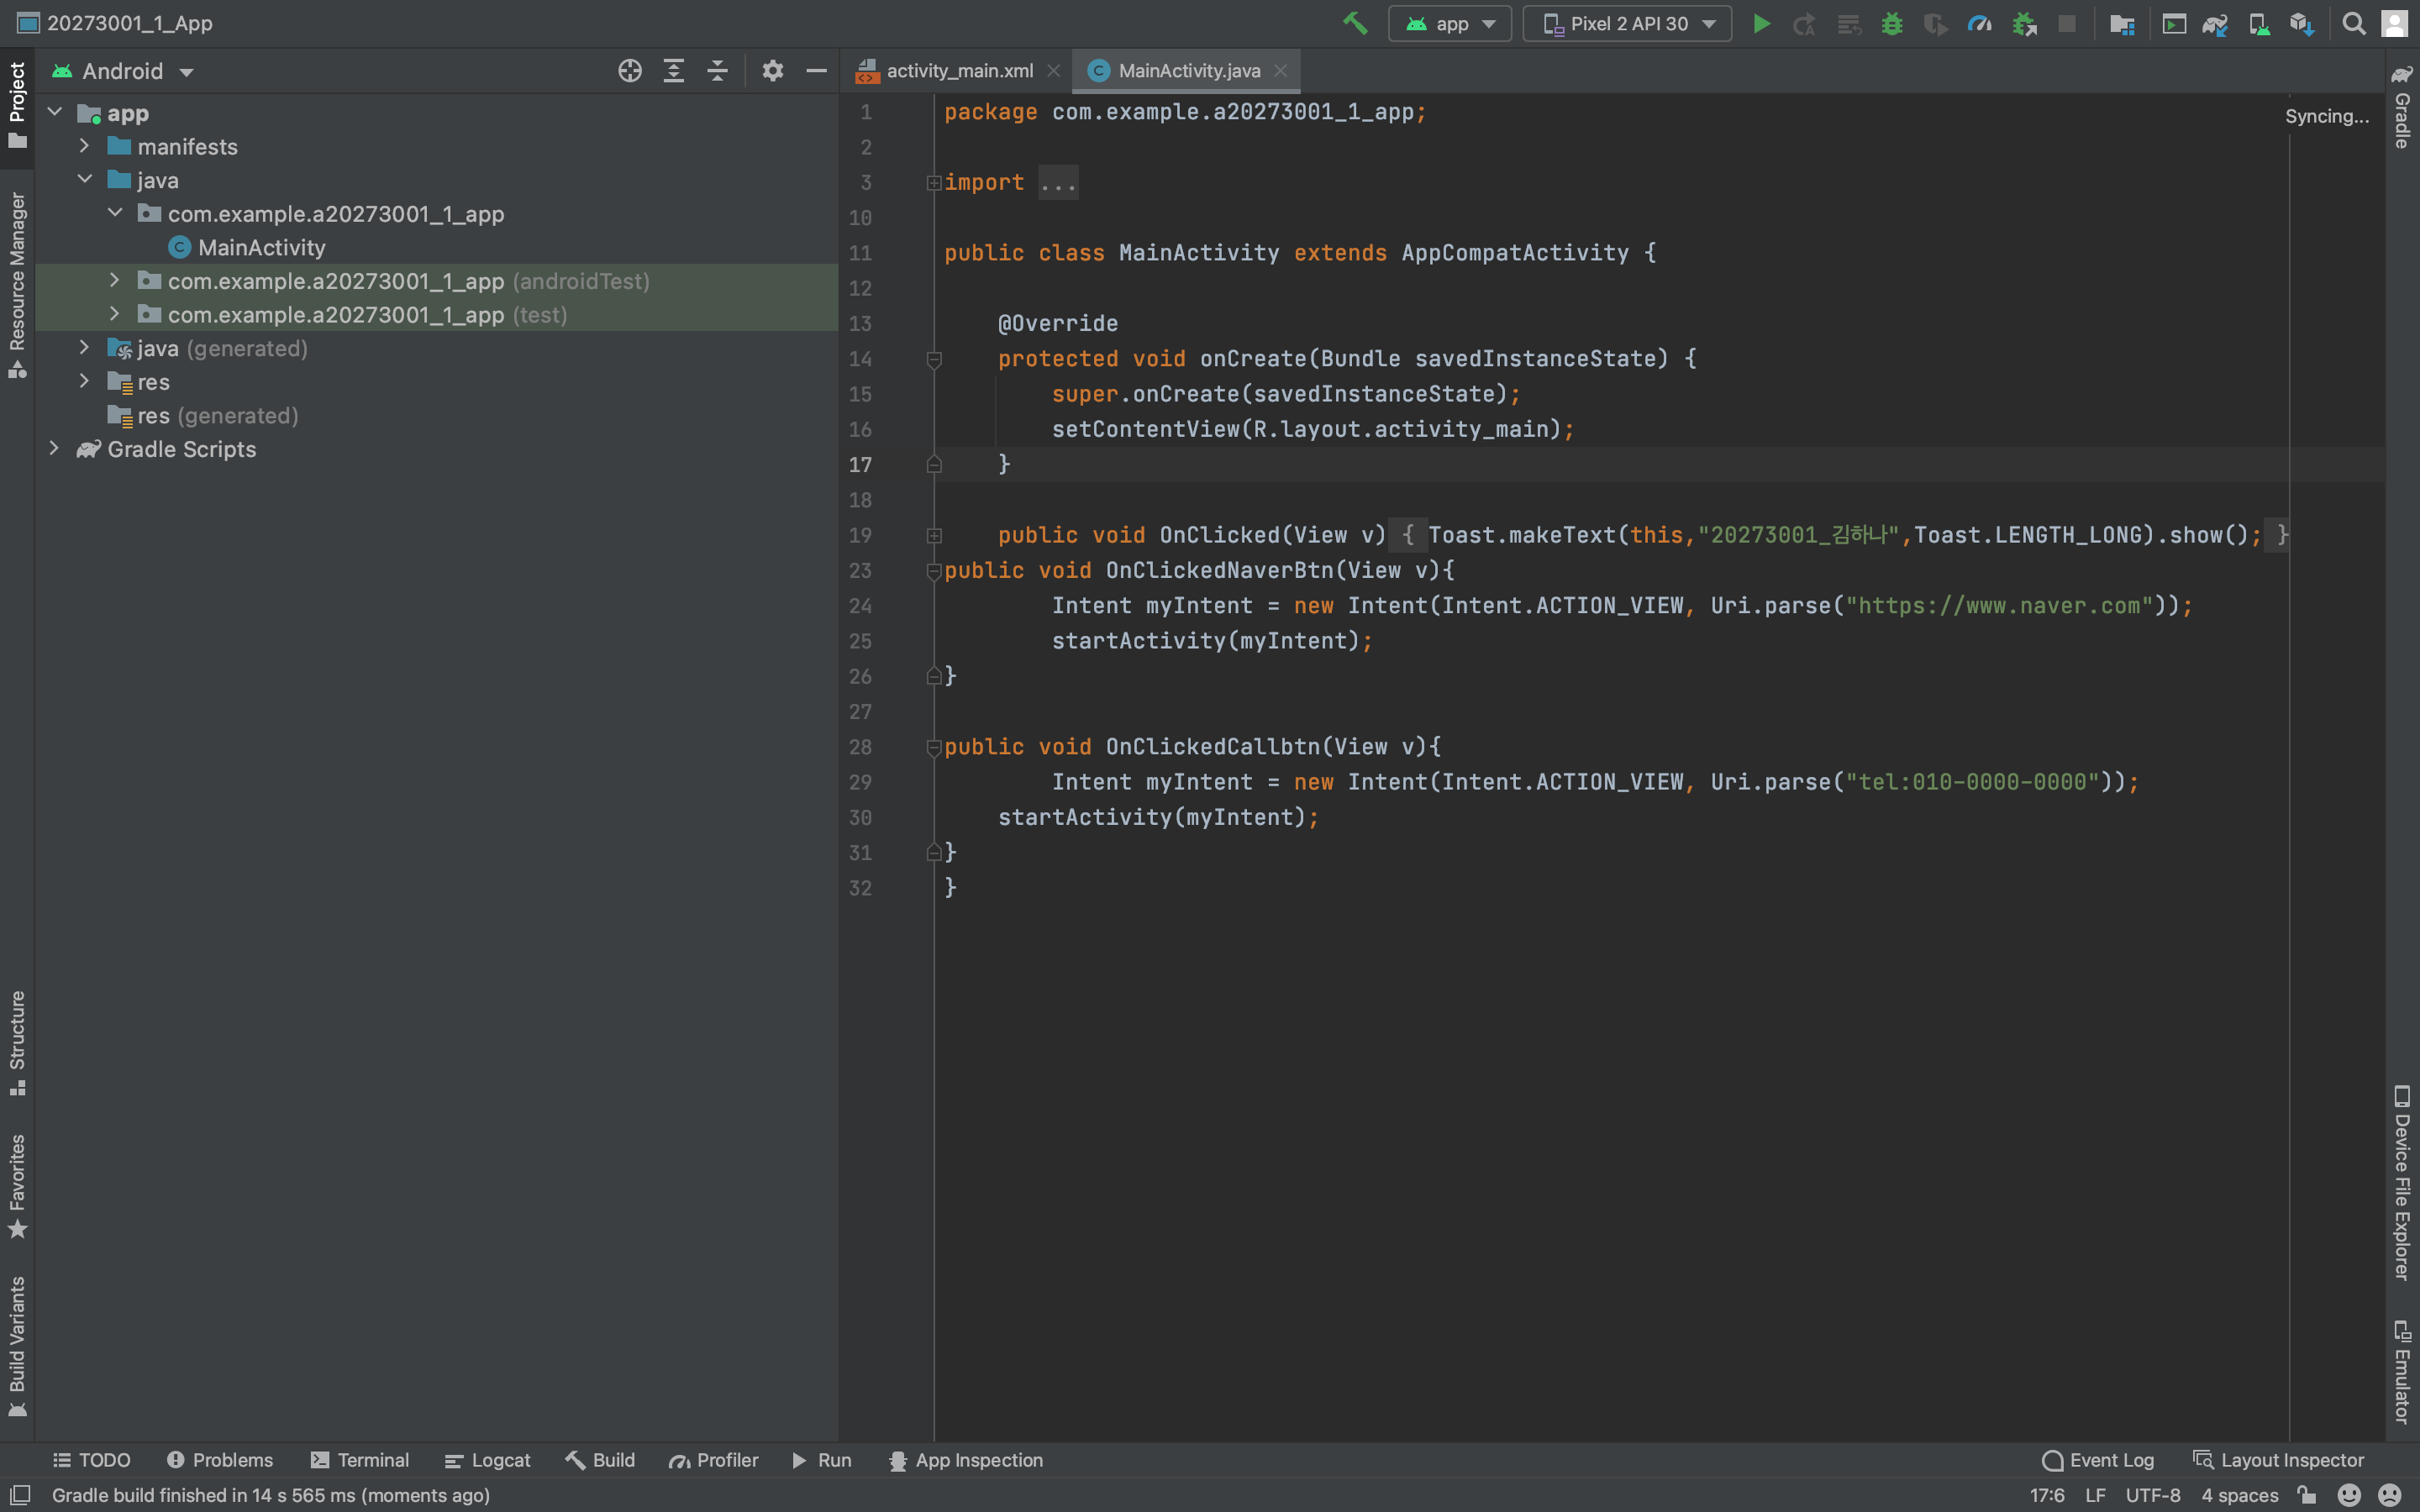 20273001_1_App
app
Pixel 2 API 30
Project
Android
activity_main.xml
MainActivity.java
app
manifests
java
com.example.a20273001_1_app
MainActivity
com.example.a20273001_1_app (androidTest)
com.example.a20273001_1_app (test)
java (generated)
res
res (generated)
Gradle Scripts
Resource Manager
Structure
Favorites
Build Variants
1 package com.example.a20273001_1_app;
2
3 import ...
10
11 public class MainActivity extends AppCompatActivity {
12
13 @Override
14 protected void onCreate(Bundle savedInstanceState) {
15 super.onCreate(savedInstanceState);
16 setContentView(R.layout.activity_main);
17 }
18
19 public void OnClicked(View v) { Toast.makeText(this,"20273001_김하나",Toast.LENGTH_LONG).show(); }
23 public void OnClickedNaverBtn(View v){
24 Intent myIntent = new Intent(Intent.ACTION_VIEW, Uri.parse("https://www.naver.com"));
25 startActivity(myIntent);
26 }
27
28 public void OnClickedCallbtn(View v){
29 Intent myIntent = new Intent(Intent.ACTION_VIEW, Uri.parse("tel:010-0000-0000"));
30 startActivity(myIntent);
31 }
32 }
Syncing...
Gradle
Device File Explorer
Emulator
TODO
Problems
Terminal
Logcat
Build
Profiler
Run
App Inspection
Event Log
Layout Inspector
Gradle build finished in 14 s 565 ms (moments ago)
17:6
LF
UTF-8
4 spaces